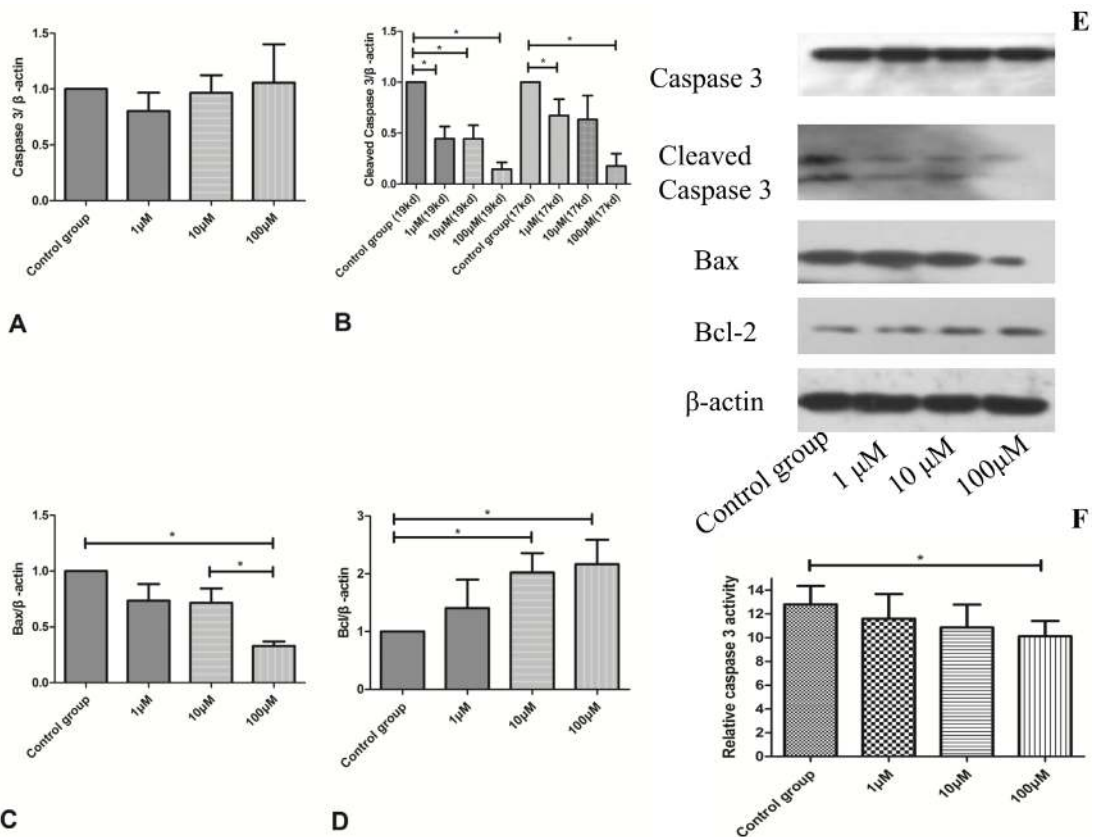 1.5
1.0
0.5
0.0
Caspase 3/ β -actin
Control group
1μM
10μM
100μM
A
1.5
1.0
0.5
0.0
Cleaved Caspase 3/β -actin
*
*
*
*
*
Control group (19kd)
1μM(19kd)
10μM(19kd)
100μM(19kd)
Control group(17kd)
1μM(17kd)
10μM(17kd)
100μM(17kd)
B
E
Caspase 3
Cleaved
Caspase 3
Bax
Bcl-2
β-actin
Control group
1 μM
10 μM
100μM
1.5
1.0
0.5
0.0
Bax/β -actin
*
*
Control group
1μM
10μM
100μM
C
3
2
1
0
Bcl/β -actin
*
*
Control group
1μM
10μM
100μM
D
F
14
12
10
8
6
4
2
0
Relative caspase 3 activity
*
Control group
1μM
10μM
100μM